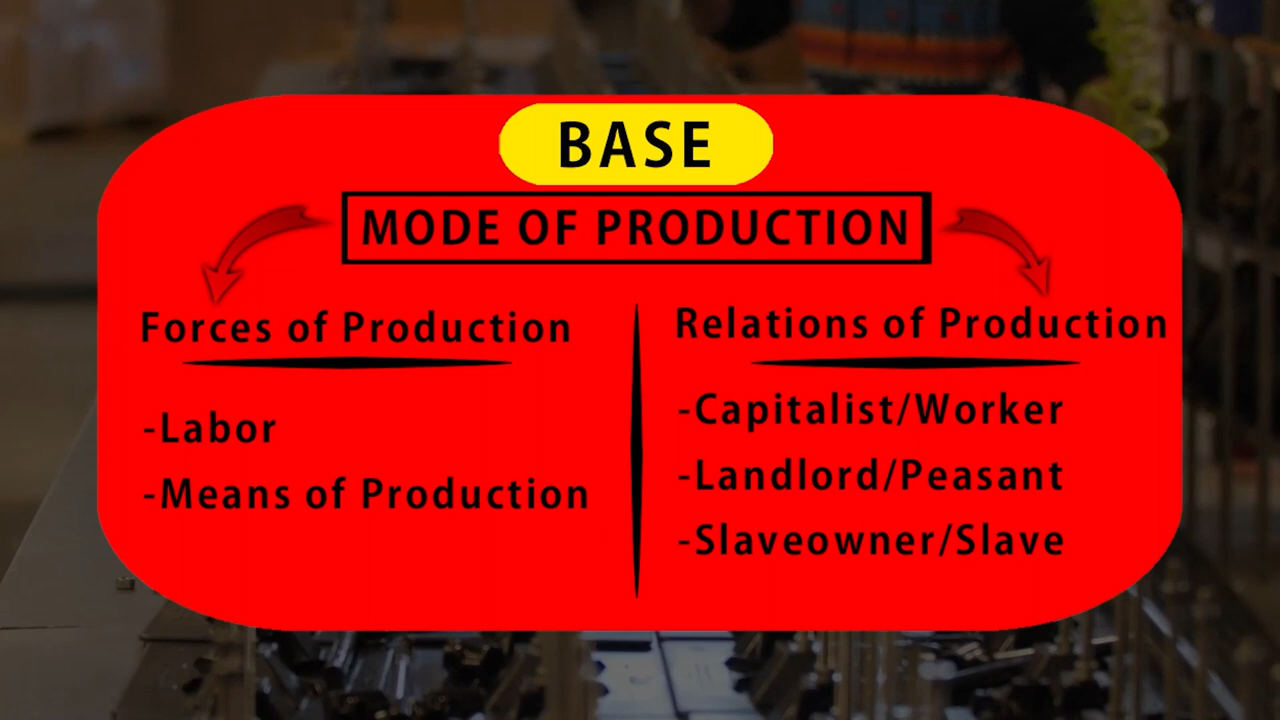 BASE
MODE OF PRODUCTION
Forces of Production
-Labor
-Means of Production
Relations of Production
-Capitalist/Worker
-Landlord/Peasant
-Slaveowner/Slave